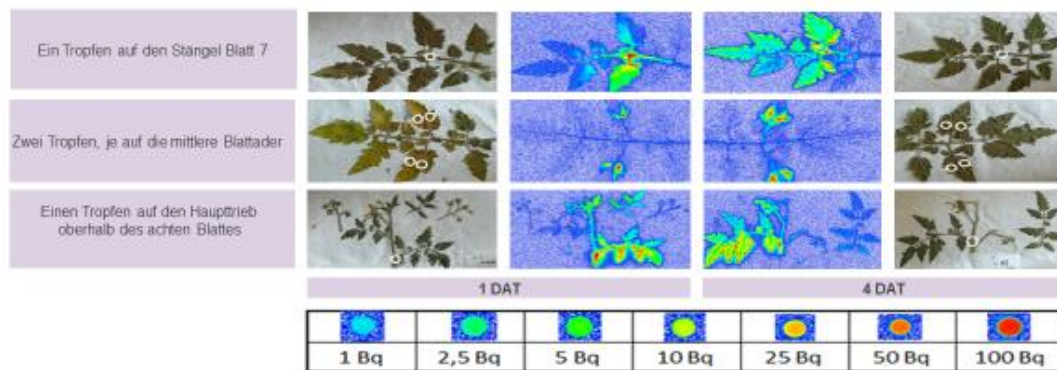 Ein Tropfen auf den Stängel Blatt 7
Zwei Tropfen, je auf die mittlere Blattader
Einen Tropfen auf den Haupttrieb
oberhalb des achten Blattes
1 DAT
4 DAT
1 Bq
2,5 Bq
5 Bq
10 Bq
25 Bq
50 Bq
100 Bq